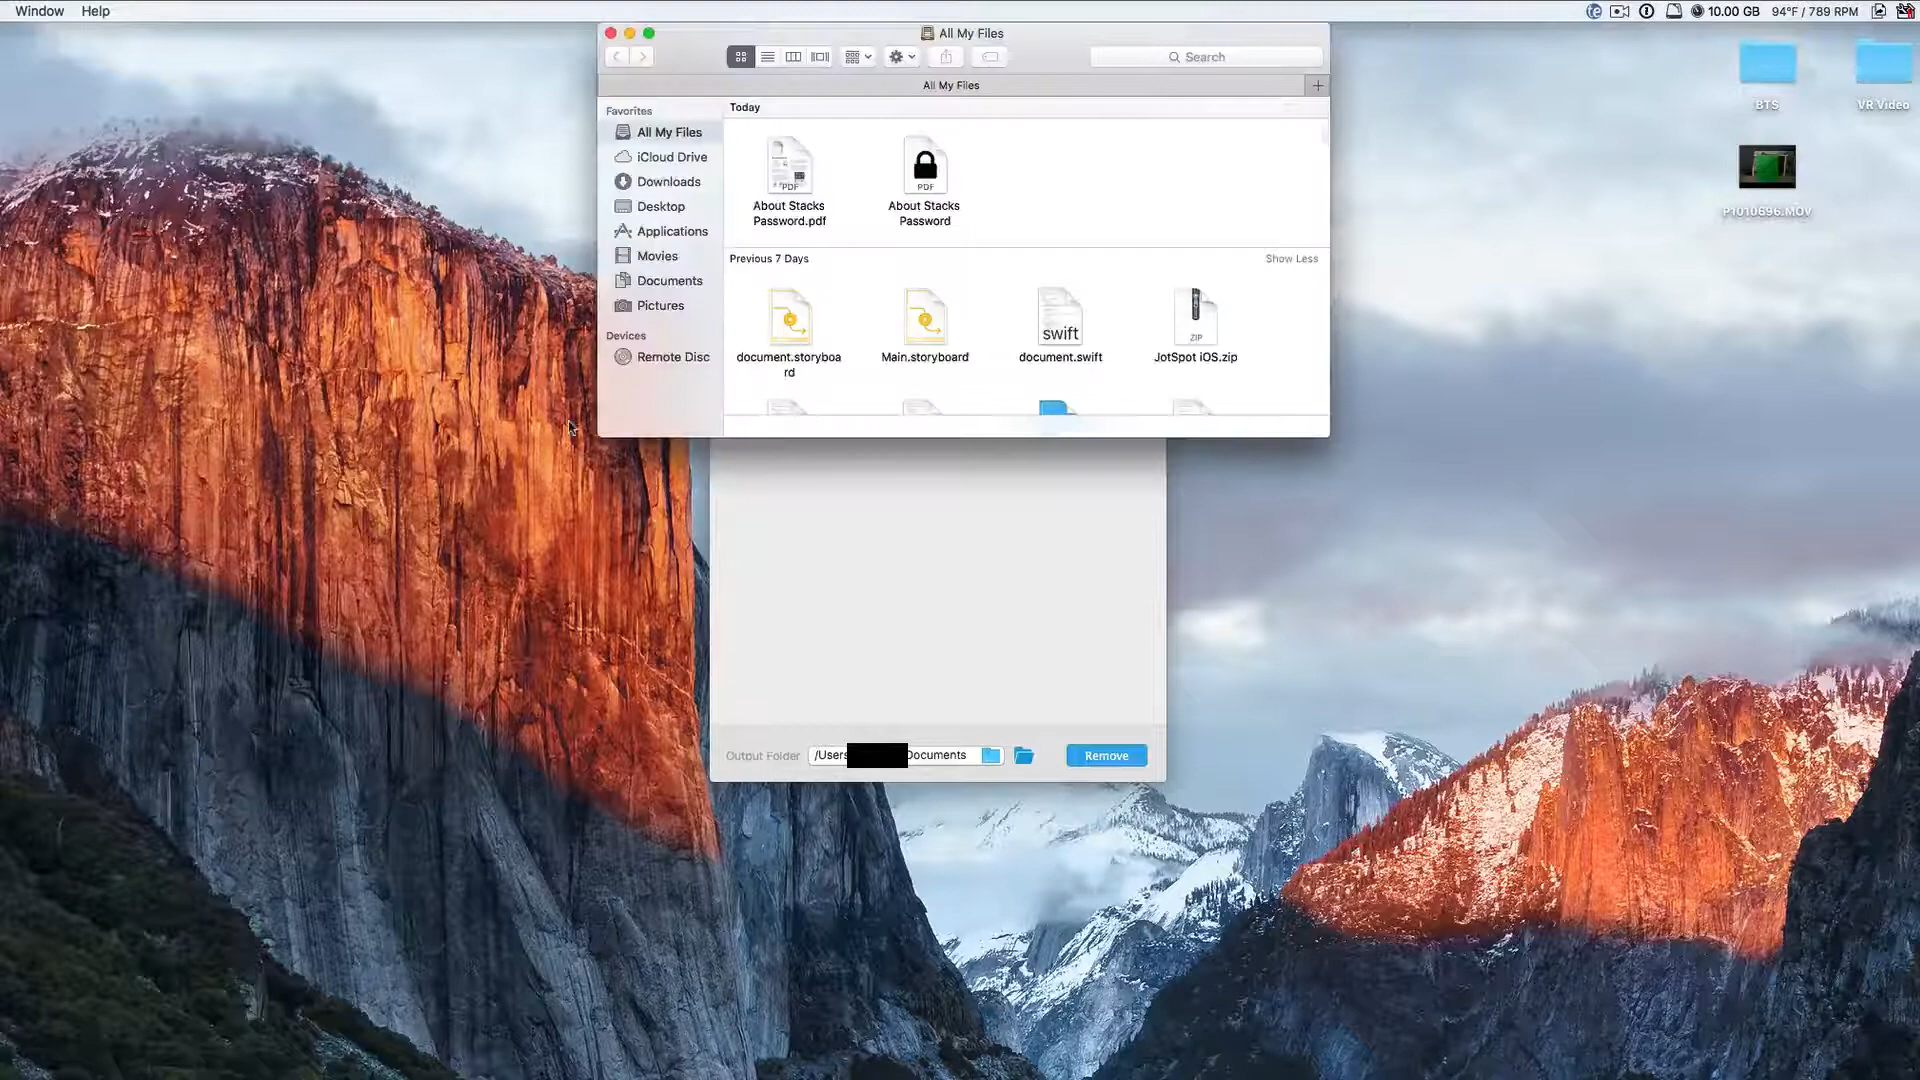 Window Help
10.00 GB 94°F / 789 RPM
All My Files
Search
All My Files
Favorites
All My Files
iCloud Drive
Downloads
Desktop
Applications
Movies
Documents
Pictures
Devices
Remote Disc
Today
PDF
About Stacks
Password.pdf
PDF
About Stacks
Password
Previous 7 Days
Show Less
document.storyboa
rd
Main.storyboard
swift
document.swift
ZIP
JotSpot iOS.zip
BTS
VR Video
P1010696.MOV
Output Folder
/Users
Documents
Remove